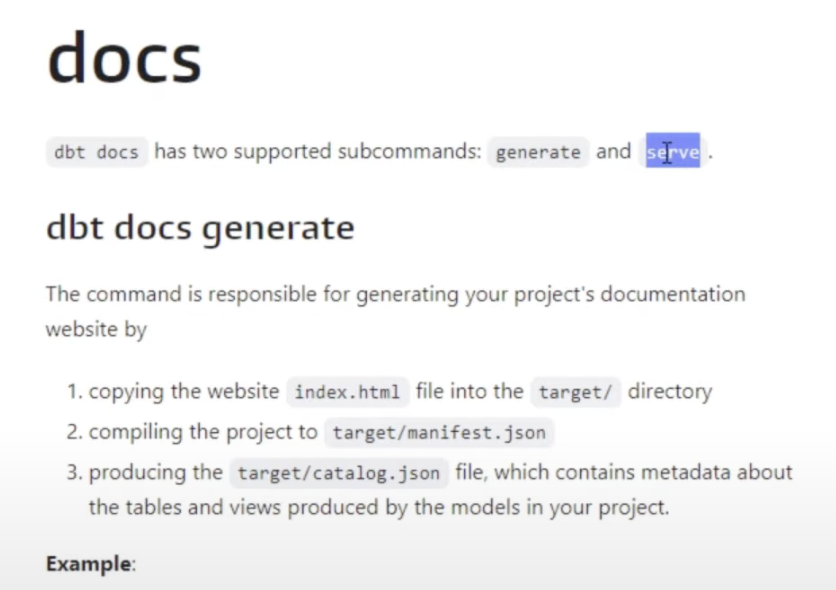 docs
dbt docs has two supported subcommands: generate and serve .
dbt docs generate
The command is responsible for generating your project's documentation
website by
1. copying the website index.html file into the target/ directory
2. compiling the project to target/manifest.json
3. producing the target/catalog.json file, which contains metadata about
the tables and views produced by the models in your project.
Example: